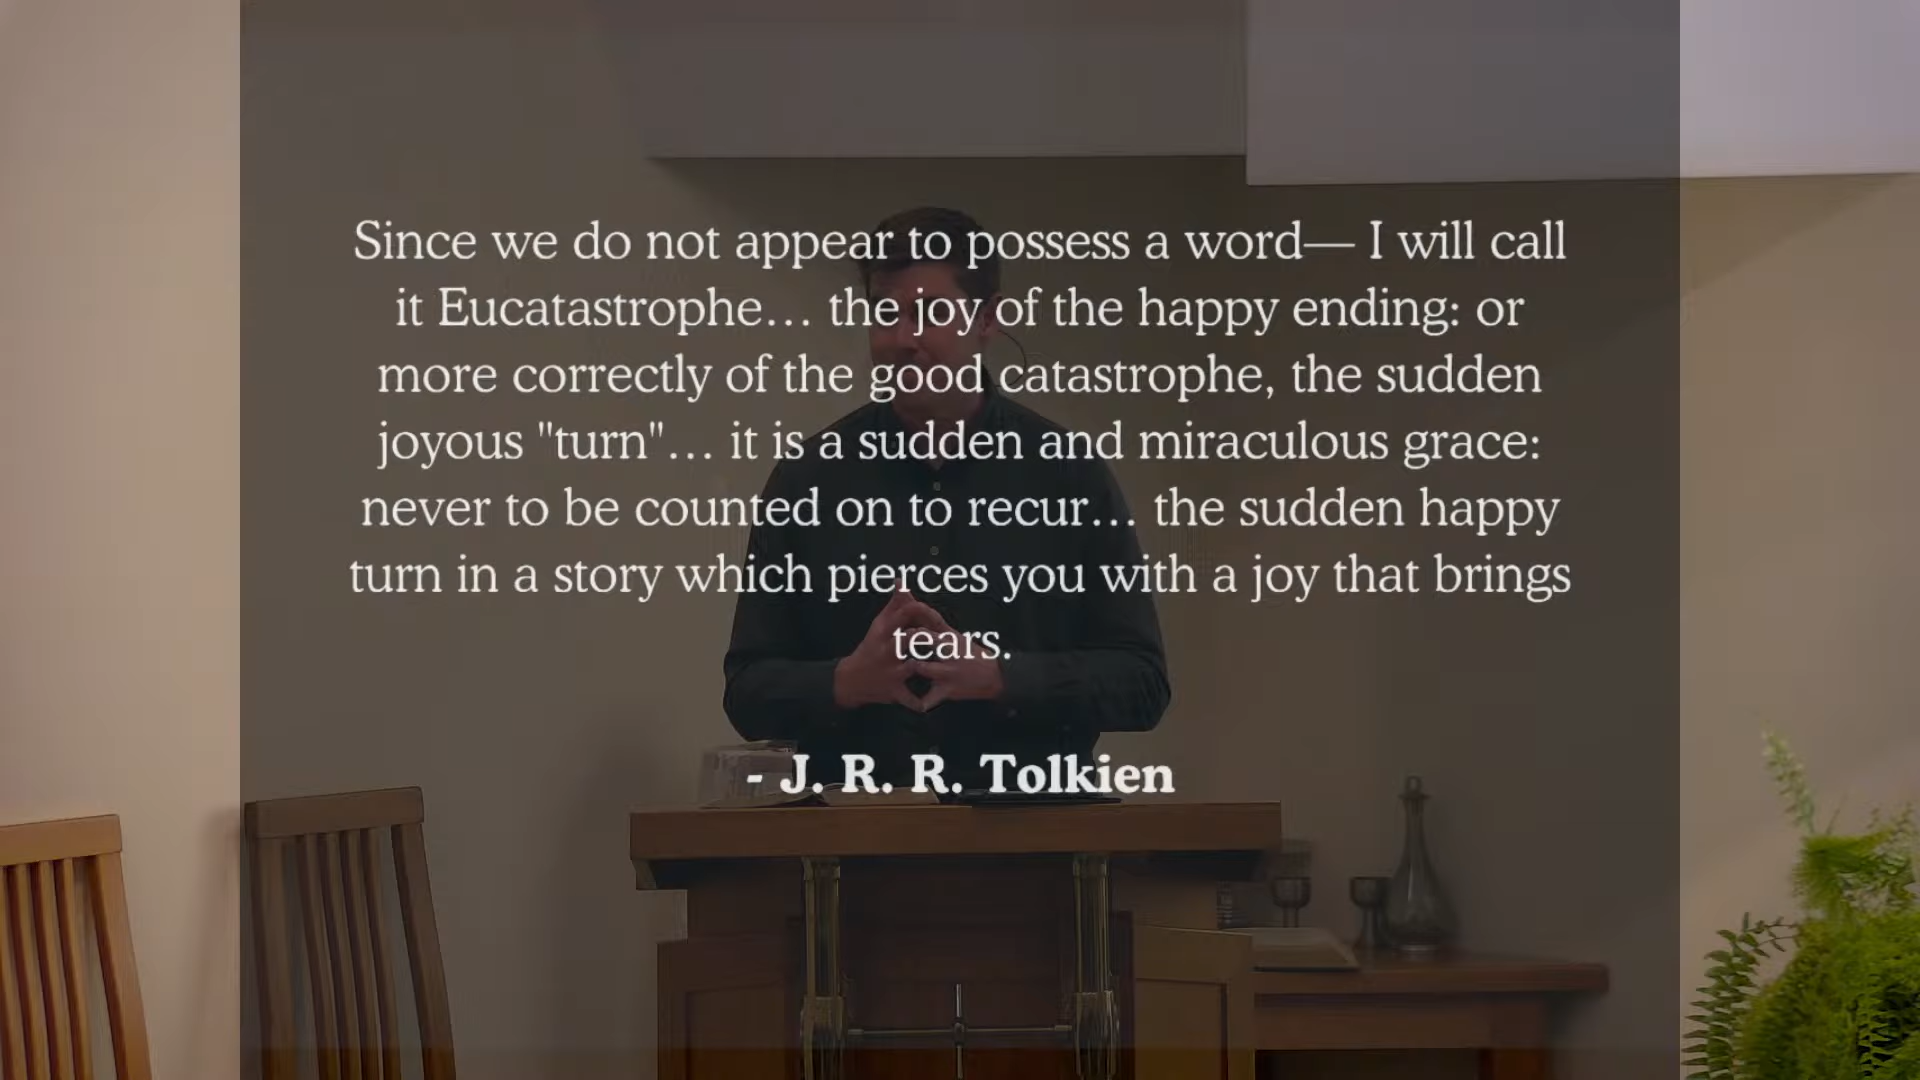 Since we do not appear to possess a word— I will call
it Eucatastrophe... the joy of the happy ending: or
more correctly of the good catastrophe, the sudden
joyous "turn"... it is a sudden and miraculous grace:
never to be counted on to recur... the sudden happy
turn in a story which pierces you with a joy that brings
tears.
- J. R. R. Tolkien